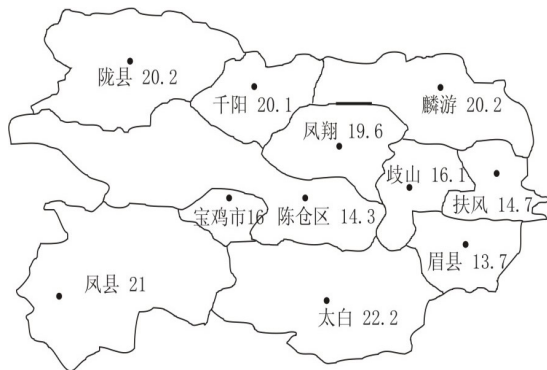 陇县 20.2
千阳 20.1
麟游 20.2
凤翔 19.6
歧山 16.1
扶风 14.7
宝鸡市16
陈仓区 14.3
眉县 13.7
凤县 21
太白 22.2